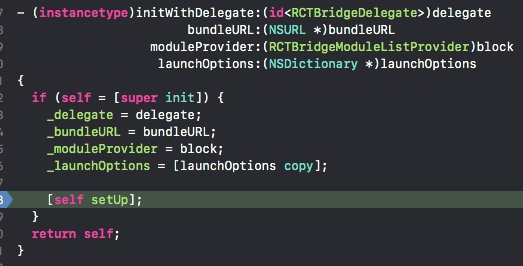 - (instancetype)initWithDelegate:(id<RCTBridgeDelegate>)delegate
bundleURL:(NSURL *)bundleURL
moduleProvider:(RCTBridgeModuleListProvider)block
launchOptions:(NSDictionary *)launchOptions
{
if (self = [super init]) {
_delegate = delegate;
_bundleURL = bundleURL;
_moduleProvider = block;
_launchOptions = [launchOptions copy];
[self setUp];
}
return self;
}